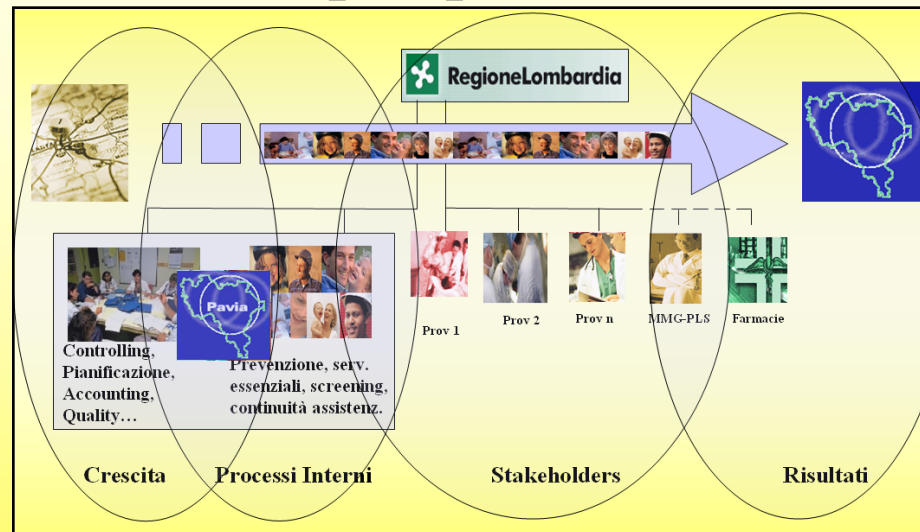 RegioneLombardia
Pavia
Controlling,
Pianificazione,
Accounting,
Quality…
Prevenzione, serv.
essenziali, screening,
continuità assistenz.
Prov 1
Prov 2
Prov n
MMG-PLS
Farmacie
Crescita
Processi Interni
Stakeholders
Risultati